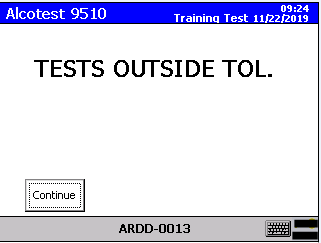 Alcotest 9510
09:24
Training Test 11/22/2019
TESTS OUTSIDE TOL.
Continue
ARDD-0013